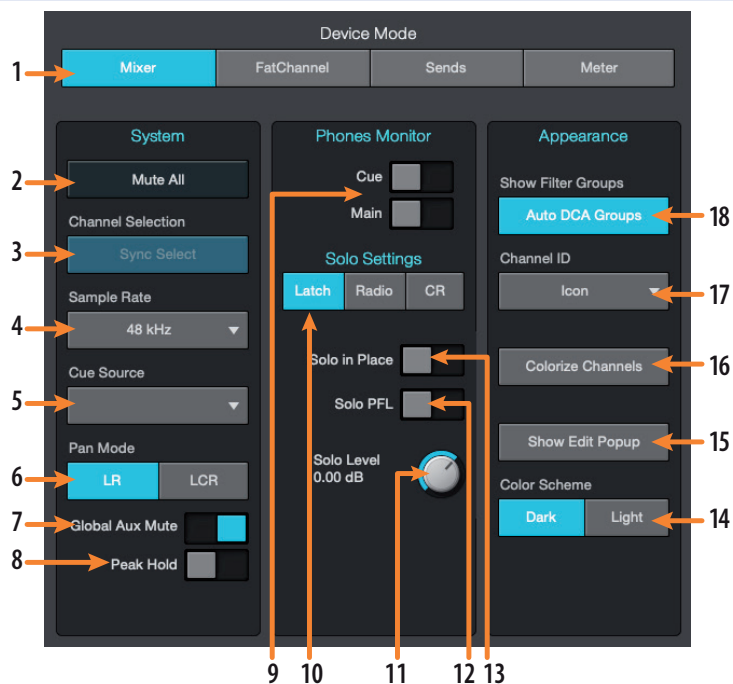 Device Mode
1 Mixer FatChannel Sends Meter
System
2 Mute All
Channel Selection
3 Sync Select
Sample Rate
4 48 kHz
Cue Source
5
Pan Mode
6 LR LCR
7 Global Aux Mute
8 Peak Hold
Phones Monitor
Cue
Main
Solo Settings
Latch Radio CR
Solo in Place
Solo PFL
Solo Level
0.00 dB
Appearance
Show Filter Groups
Auto DCA Groups 18
Channel ID
Icon 17
Colorize Channels 16
Show Edit Popup 15
Color Scheme
Dark Light 14
9 10 11 12 13